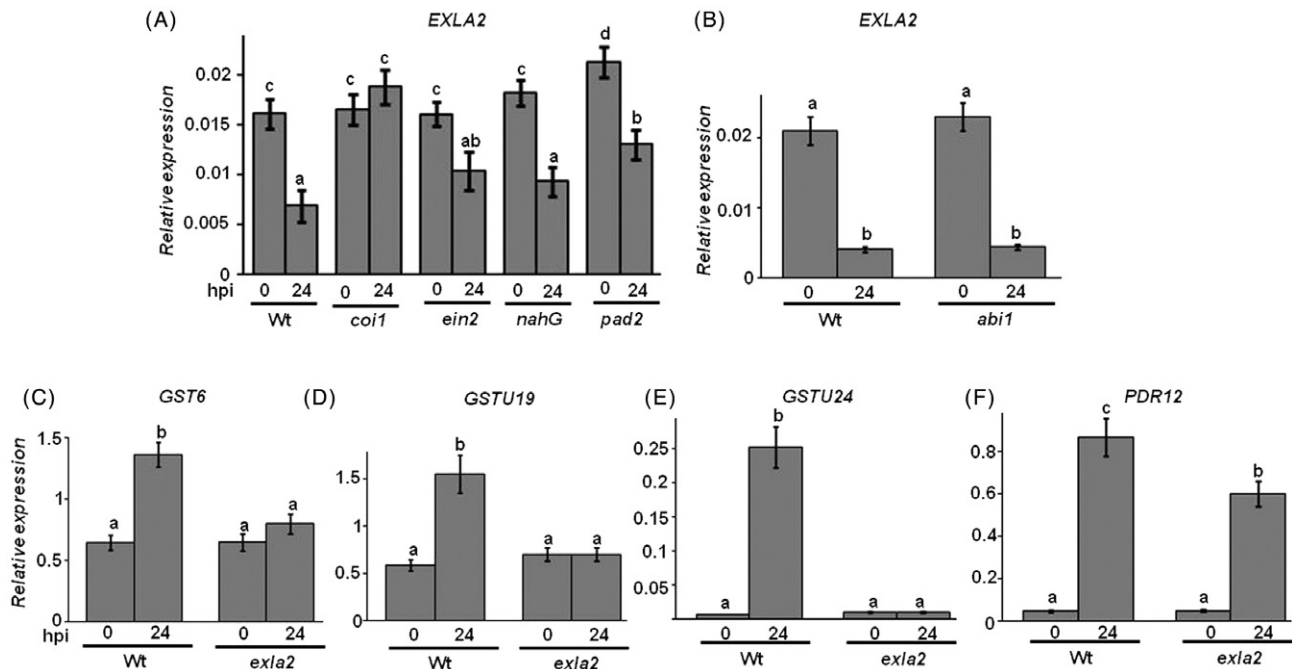 (A) EXLA2
Relative expression
0.02
0.015
0.01
0.005
0
c a c c c ab c a d b
hpi 0 24 0 24 0 24 0 24 0 24
Wt coi1 ein2 nahG pad2
(B) EXLA2
Relative expression
0.02
0.01
0
a b a b
0 24 0 24
Wt abi1
(C) GST6
Relative expression
1.5
1
0.5
0
a b a a
hpi 0 24 0 24
Wt exla2
(D) GSTU19
1.5
1
0.5
0
a b a a
0 24 0 24
Wt exla2
(E) GSTU24
0.25
0.2
0.15
0.1
0.05
a b a a
0 24 0 24
Wt exla2
(F) PDR12
0.8
0.6
0.4
0.2
0
a c a b
0 24 0 24
Wt exla2